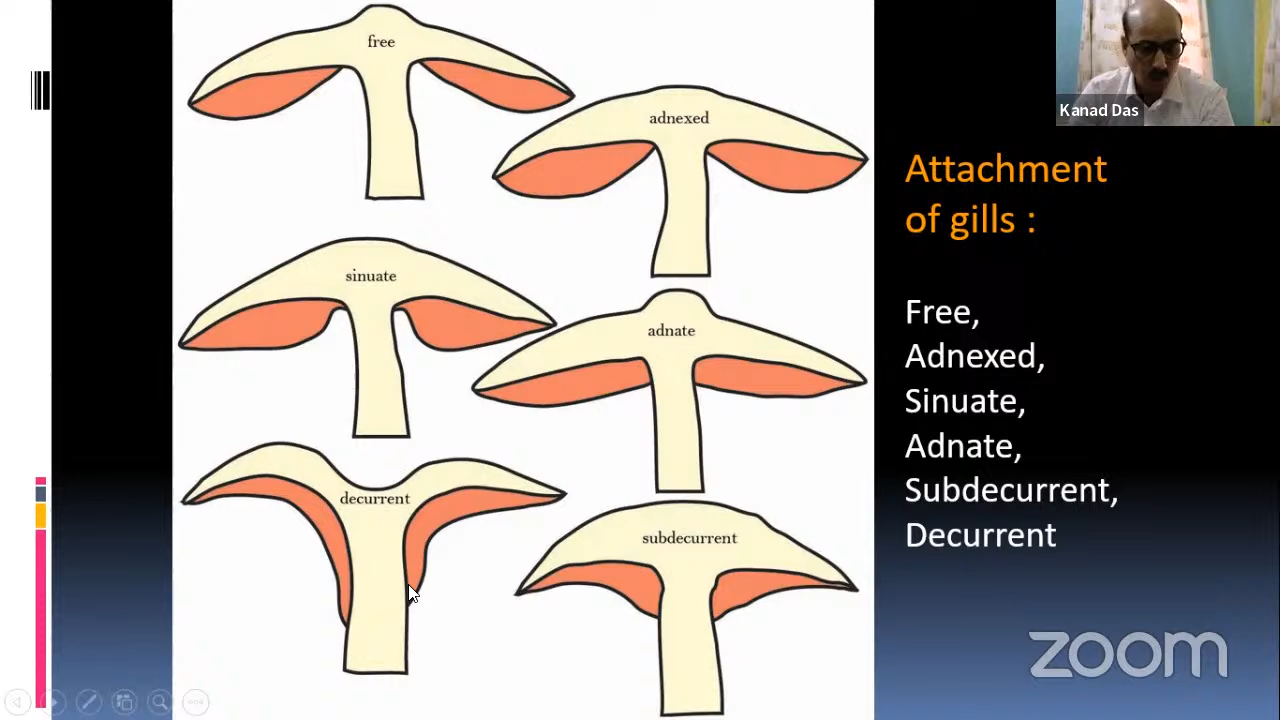 free
adnexed
sinuate
adnate
decurrent
subdecurrent
Kanad Das
Attachment
of gills :
Free,
Adnexed,
Sinuate,
Adnate,
Subdecurrent,
Decurrent
zoom